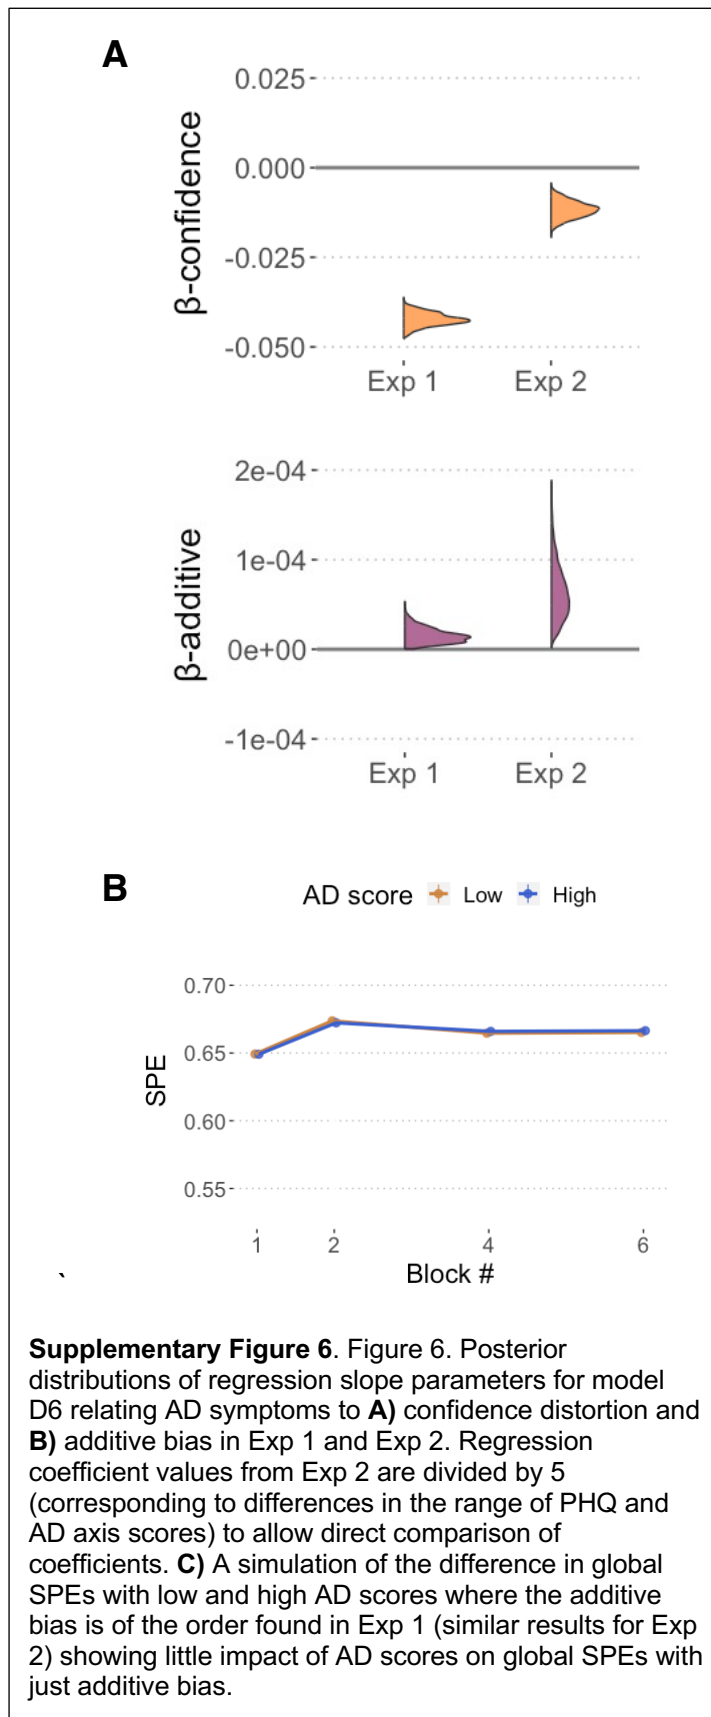 A
0.025
0.000
-0.025
-0.050
β-confidence
Exp 1 Exp 2
2e-04
1e-04
0e+00
-1e-04
β-additive
Exp 1 Exp 2
B
AD score Low High
0.70
0.65
0.60
0.55
SPE
1 2 4 6
Block #
`
Supplementary Figure 6. Figure 6. Posterior
distributions of regression slope parameters for model
D6 relating AD symptoms to A) confidence distortion and
B) additive bias in Exp 1 and Exp 2. Regression
coefficient values from Exp 2 are divided by 5
(corresponding to differences in the range of PHQ and
AD axis scores) to allow direct comparison of
coefficients. C) A simulation of the difference in global
SPEs with low and high AD scores where the additive
bias is of the order found in Exp 1 (similar results for Exp
2) showing little impact of AD scores on global SPEs with
just additive bias.